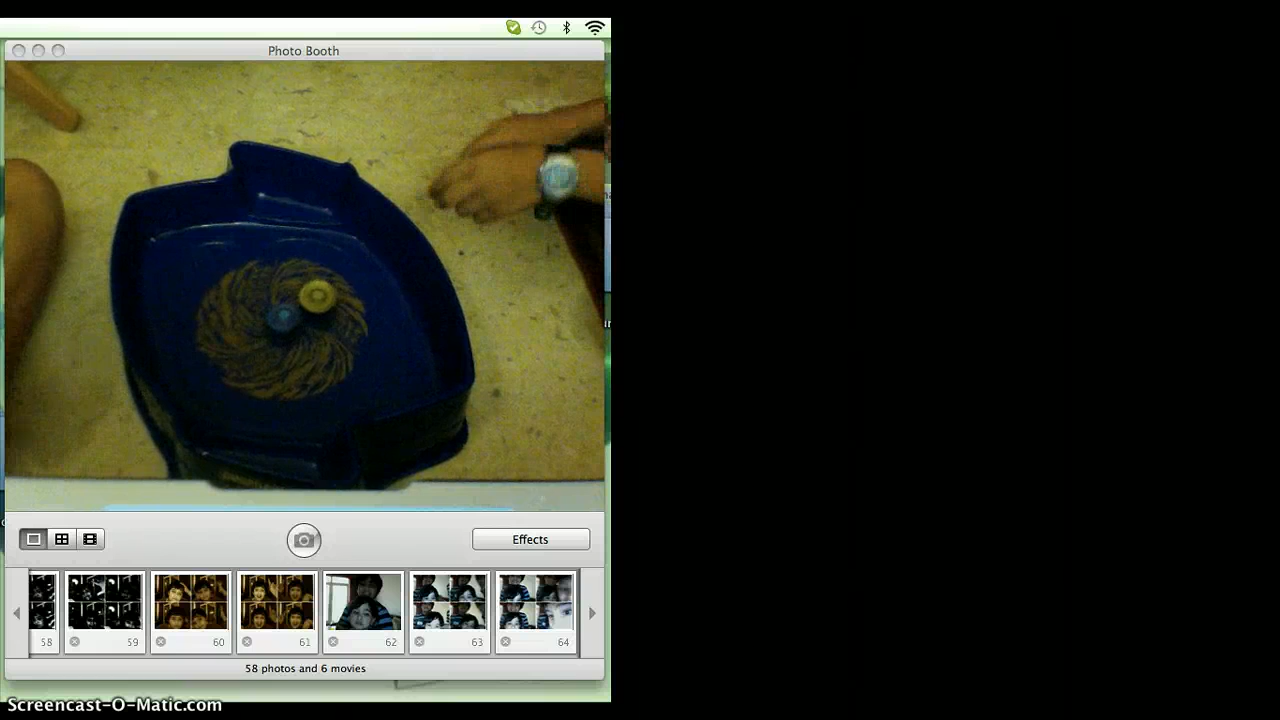 Photo Booth
Effects
58 59 60 61 62 63 64
58 photos and 6 movies
Screencast-O-Matic.com